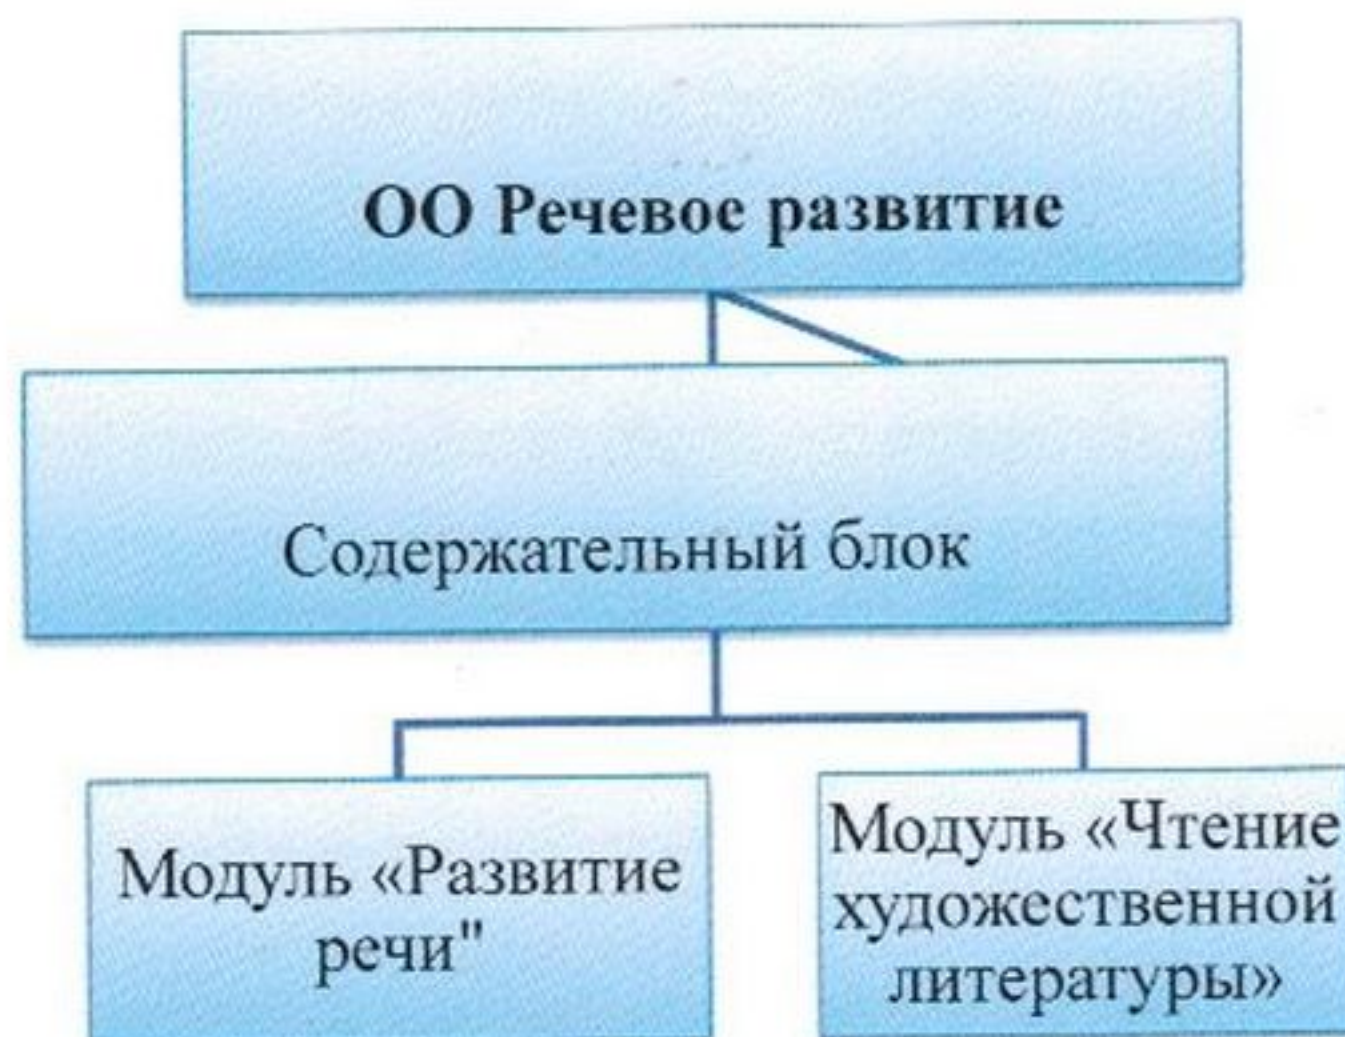 ОО Речевое развитие
Содержательный блок
Модуль «Развитие
речи"
Модуль «Чтение
художественной
литературы»